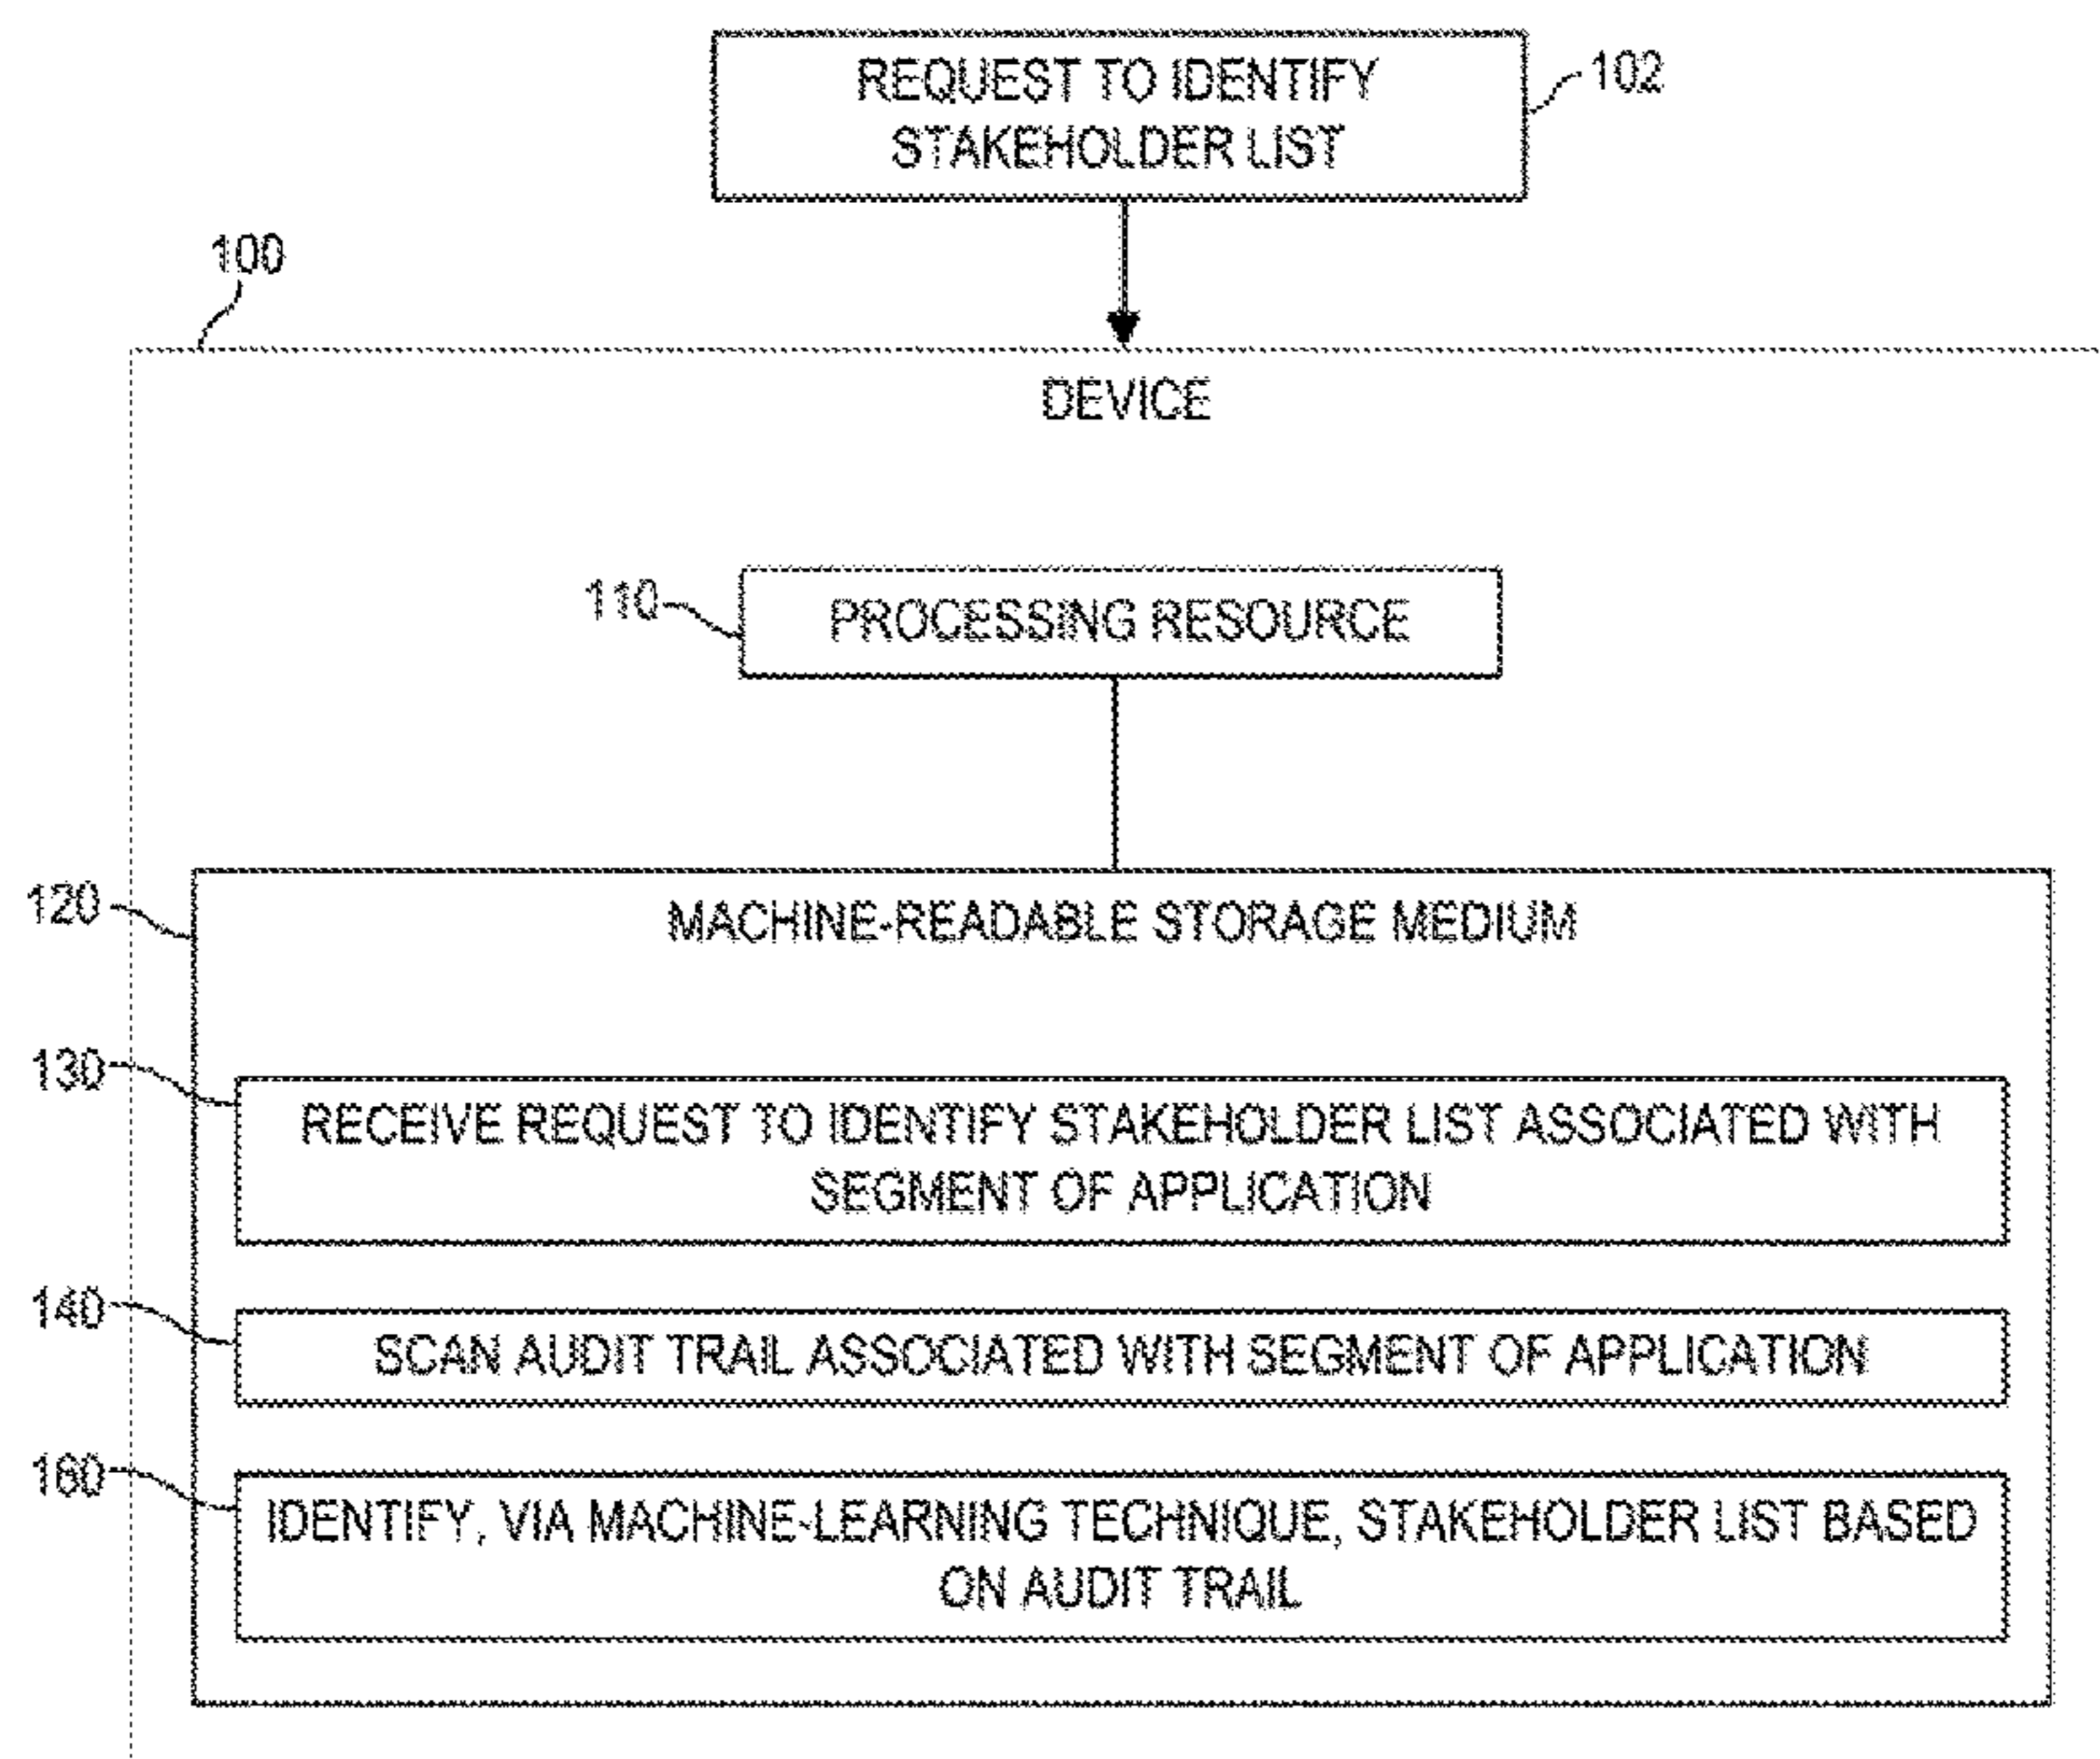 REQUEST TO IDENTIFY
STAKEHOLDER LIST
102
100
DEVICE
110
PROCESSING RESOURCE
120
MACHINE-READABLE STORAGE MEDIUM
130
RECEIVE REQUEST TO IDENTIFY STAKEHOLDER LIST ASSOCIATED WITH
SEGMENT OF APPLICATION
140
SCAN AUDIT TRAIL ASSOCIATED WITH SEGMENT OF APPLICATION
160
IDENTIFY, VIA MACHINE-LEARNING TECHNIQUE, STAKEHOLDER LIST BASED
ON AUDIT TRAIL